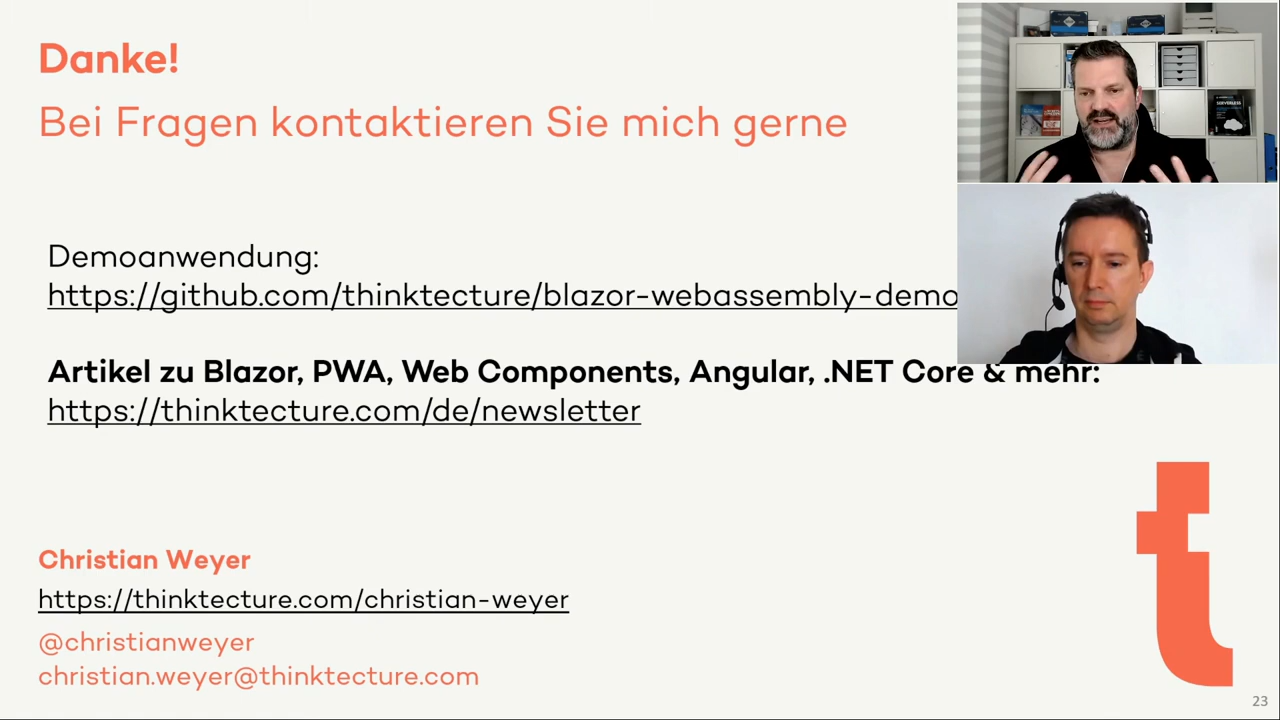 Danke!
Bei Fragen kontaktieren Sie mich gerne
Demoanwendung:
https://github.com/thinktecture/blazor-webassembly-demo
Artikel zu Blazor, PWA, Web Components, Angular, .NET Core & mehr:
https://thinktecture.com/de/newsletter
Christian Weyer
https://thinktecture.com/christian-weyer
@christianweyer
christian.weyer@thinktecture.com
23
SERVERLESS